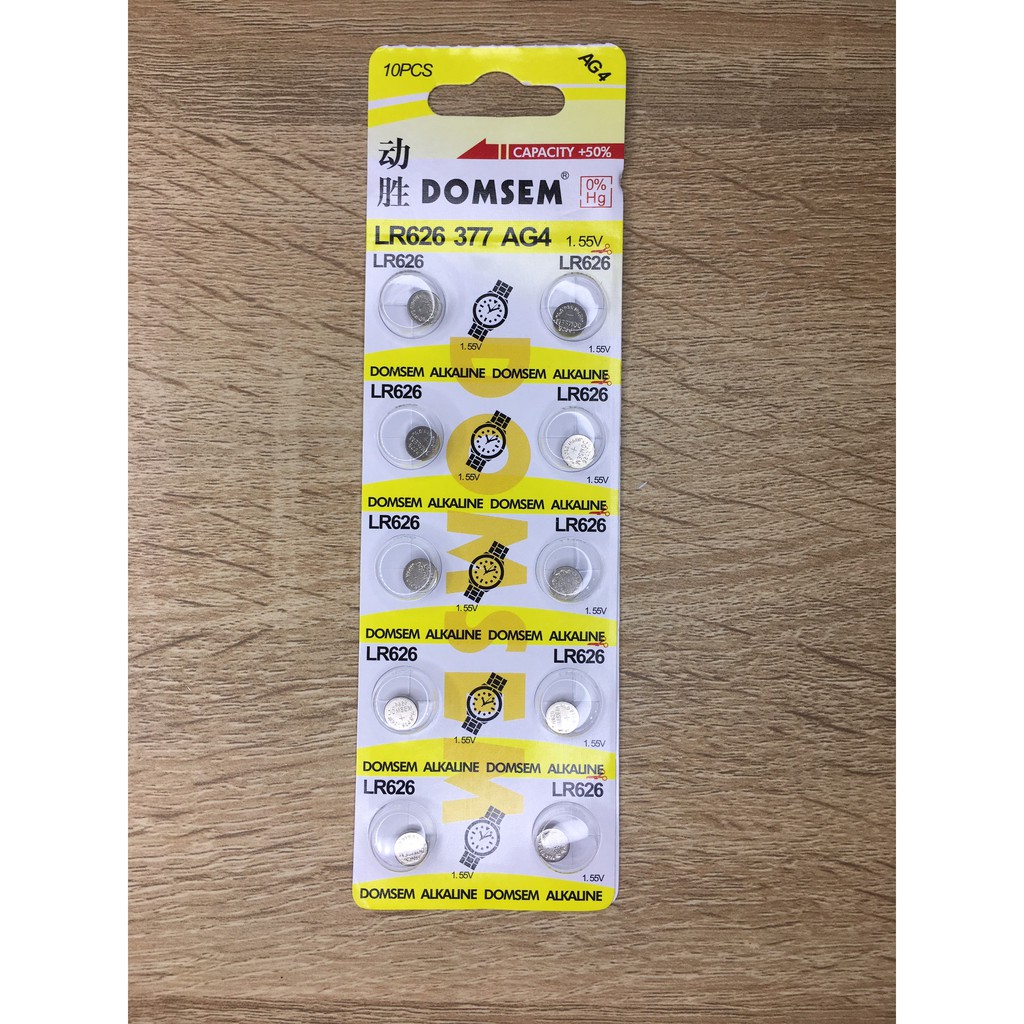 10PCS
AG4
CAPACITY +50%
动胜 DOMSEM®
0%
Hg
LR626 377 AG4 1.55V
LR626 LR626
1.55V 1.55V
DOMSEM ALKALINE DOMSEM ALKALINE
LR626 LR626
1.55V 1.55V
DOMSEM ALKALINE DOMSEM ALKALINE
LR626 LR626
1.55V 1.55V
DOMSEM ALKALINE DOMSEM ALKALINE
LR626 LR626
1.55V 1.55V
DOMSEM ALKALINE DOMSEM ALKALINE
LR626 LR626
1.55V 1.55V
DOMSEM ALKALINE DOMSEM ALKALINE
DOMSEM